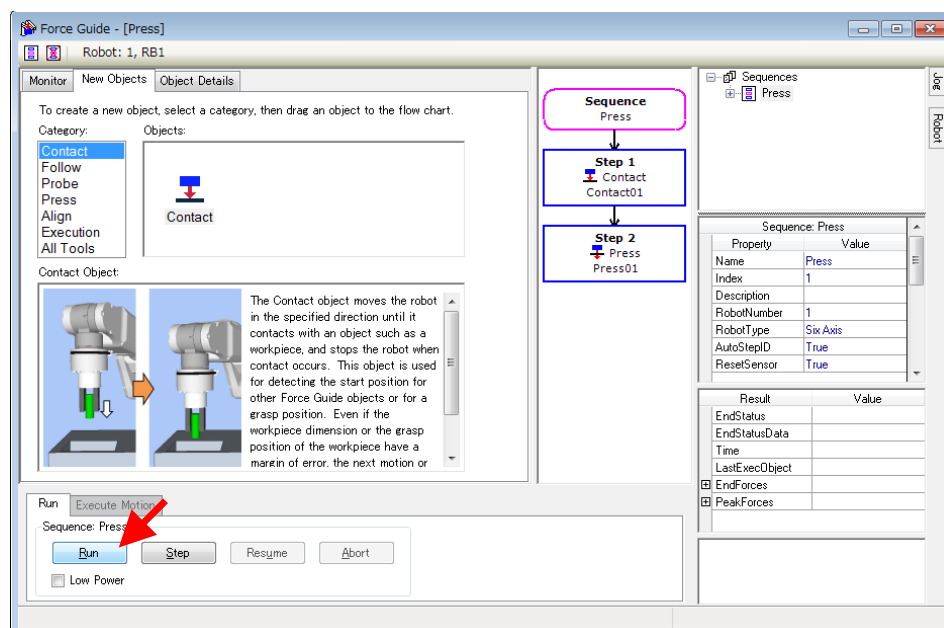 Force Guide - [Press]
Robot: 1, RB1
Monitor
New Objects
Object Details
To create a new object, select a category, then drag an object to the flow chart.
Category:
Objects:
Contact
Follow
Probe
Press
Align
Execution
All Tools
Contact
Contact Object:
The Contact object moves the robot
in the specified direction until it
contacts with an object such as a
workpiece, and stops the robot when
contact occurs. This object is used
for detecting the start position for
other Force Guide objects or for a
grasp position. Even if the
workpiece dimension or the grasp
position of the workpiece have a
margin of error, the next motion or
Sequence
Press
Step 1
Contact
Contact01
Step 2
Press
Press01
Sequences
Press
Jog
Robot
Sequence: Press
Property Value
Name Press
Index 1
Description
RobotNumber 1
RobotType Six Axis
AutoStepID True
ResetSensor True
Result Value
EndStatus
EndStatusData
Time
LastExecObject
EndForces
PeakForces
Run
Execute Motion
Sequence: Press
Run
Step
Resume
Abort
Low Power